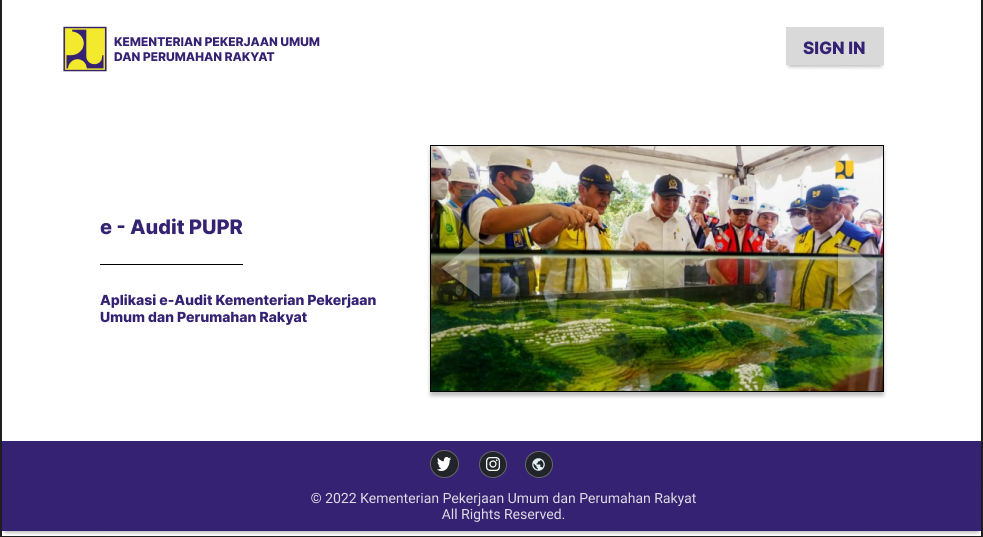 KEMENTERIAN PEKERJAAN UMUM
DAN PERUMAHAN RAKYAT
SIGN IN
e - Audit PUPR
Aplikasi e-Audit Kementerian Pekerjaan
Umum dan Perumahan Rakyat
© 2022 Kementerian Pekerjaan Umum dan Perumahan Rakyat
All Rights Reserved.